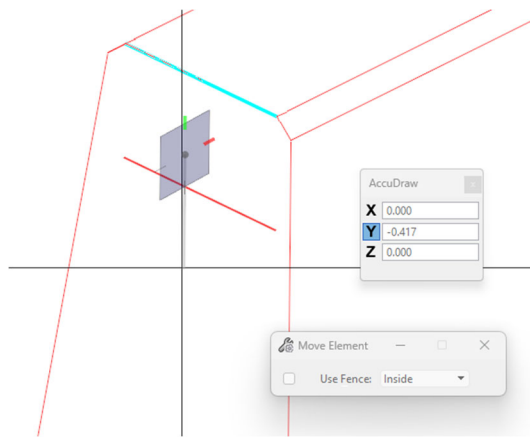 AccuDraw
X 0.000
Y -0.417
Z 0.000
Move Element
Use Fence: Inside